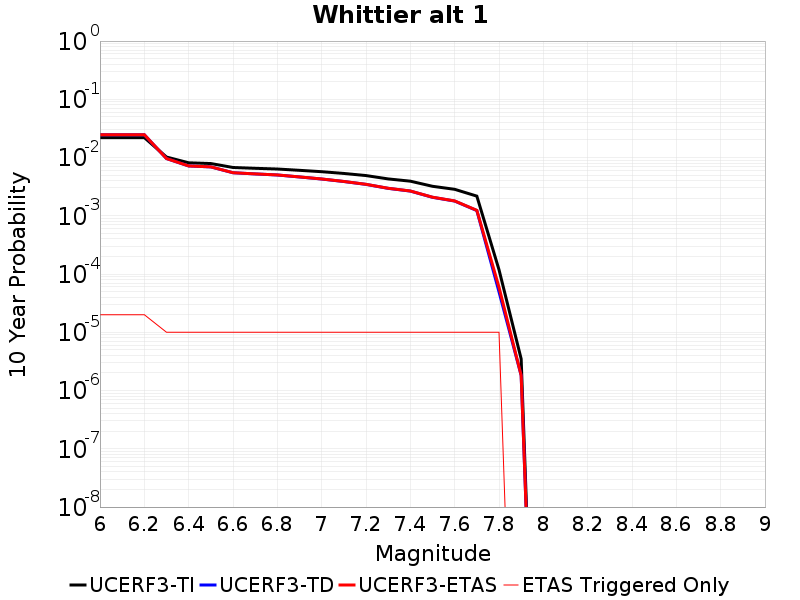 Whittier alt 1
10^0
10^-1
10^-2
10^-3
10^-4
10^-5
10^-6
10^-7
10^-8
10 Year Probability
6 6.2 6.4 6.6 6.8 7 7.2 7.4 7.6 7.8 8 8.2 8.4 8.6 8.8 9
Magnitude
UCERF3-TI UCERF3-TD UCERF3-ETAS ETAS Triggered Only